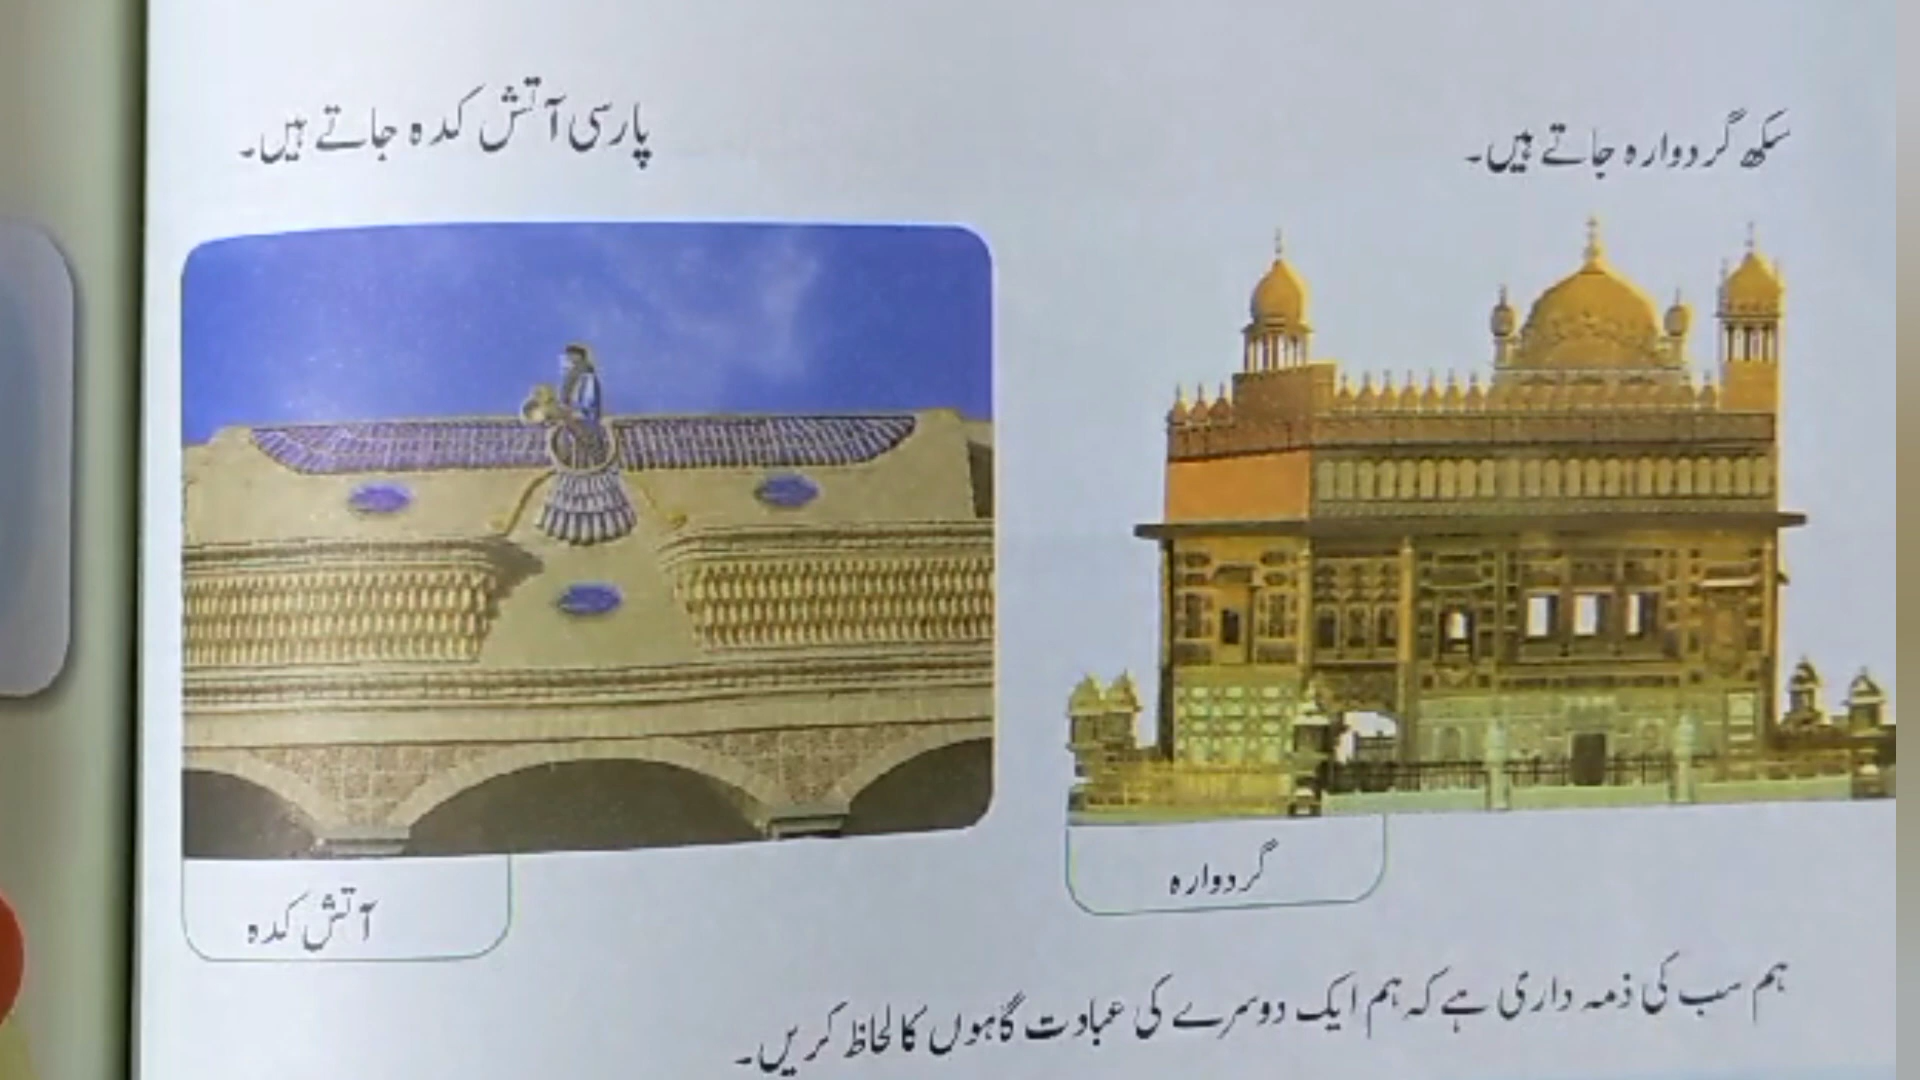 سکھ گردوارہ جاتے ہیں۔
پارسی آتش کدہ جاتے ہیں۔
گردوارہ
آتش کدہ
ہم سب کی ذمہ داری ہے کہ ہم ایک دوسرے کی عبادت گاہوں کا لحاظ کریں۔